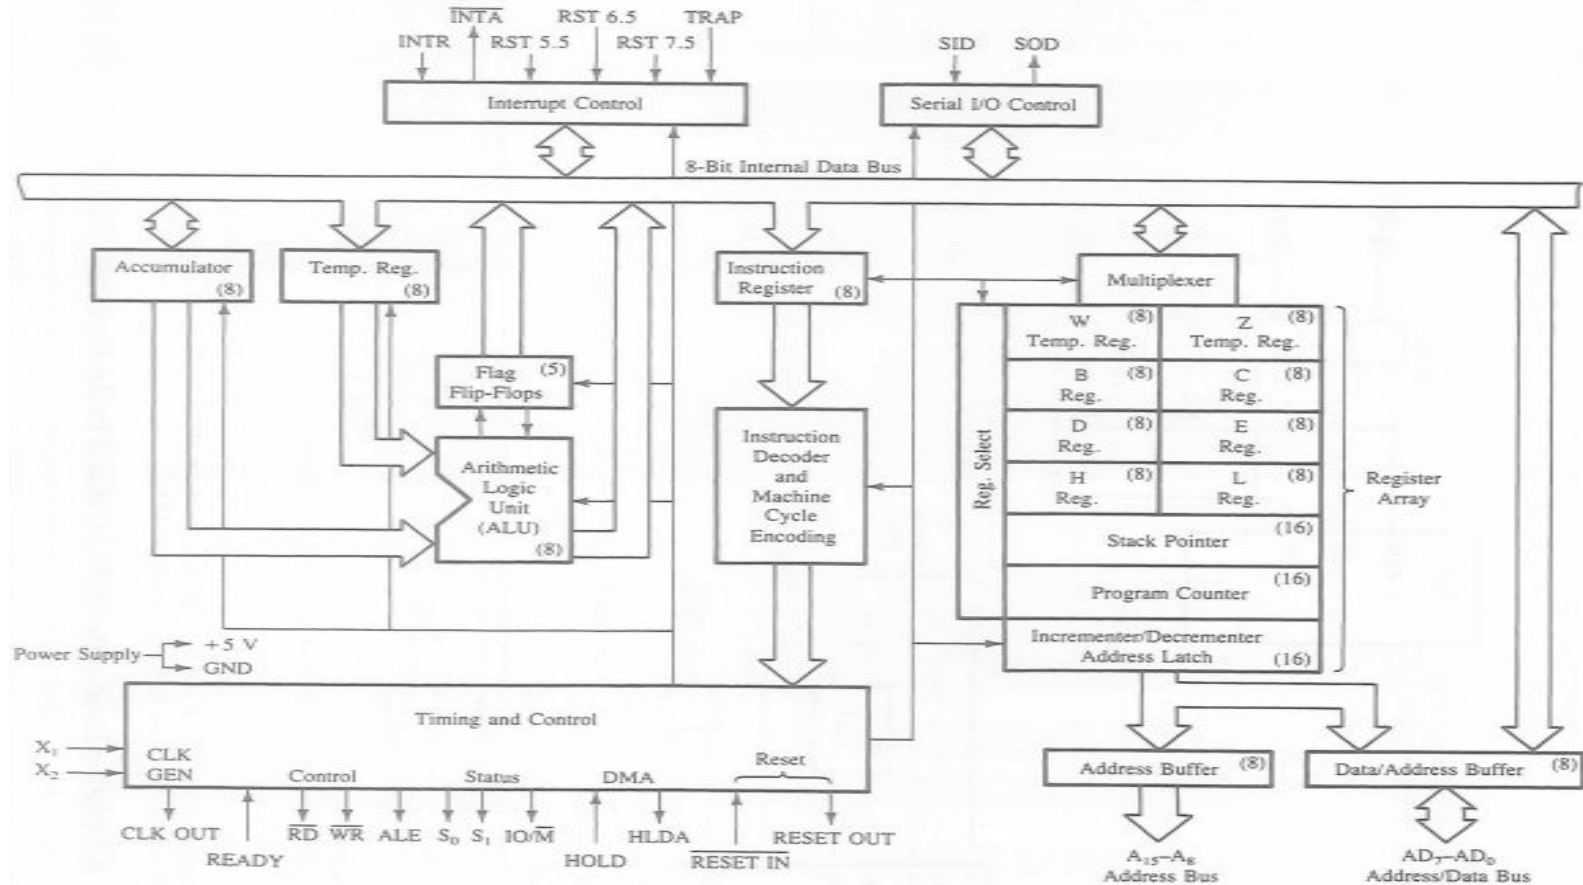 INTA RST 6.5 TRAP
INTR RST 5.5 RST 7.5
SID SOD
Interrupt Control
Serial I/O Control
8-Bit Internal Data Bus
Accumulator
(8)
Temp. Reg.
(8)
Instruction
Register (8)
Multiplexer
Flag (5)
Flip-Flops
Arithmetic
Logic
Unit
(ALU)
(8)
Instruction
Decoder
and
Machine
Cycle
Encoding
Reg. Select
W (8)
Temp. Reg.
Z (8)
Temp. Reg.
B (8)
Reg.
C (8)
Reg.
D (8)
Reg.
E (8)
Reg.
H (8)
Reg.
L (8)
Reg.
Stack Pointer (16)
Program Counter (16)
Incrementer/Decrementer
Address Latch (16)
Register
Array
Power Supply
+5 V
GND
Timing and Control
X₁
X₂
CLK
GEN
Control
Status
DMA
Reset
CLK OUT
READY
RD WR ALE S₀ S₁ IO/M
HOLD
HLDA
RESET IN
RESET OUT
Address Buffer (8)
Data/Address Buffer (8)
A₁₅–A₈
Address Bus
AD₇–AD₀
Address/Data Bus